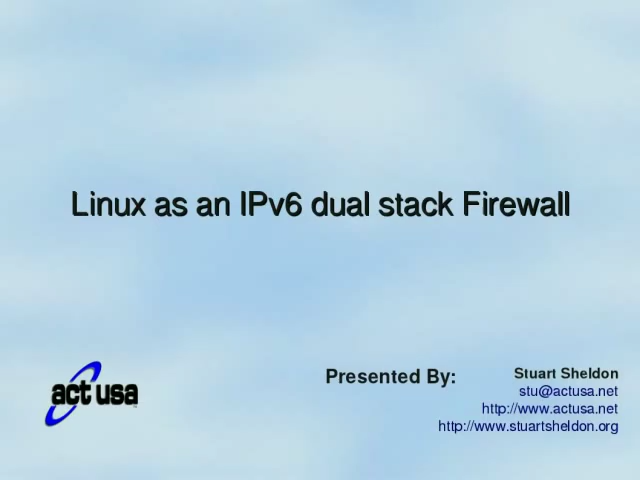 Linux as an IPv6 dual stack Firewall
act usa
Presented By:
Stuart Sheldon
stu@actusa.net
http://www.actusa.net
http://www.stuartsheldon.org